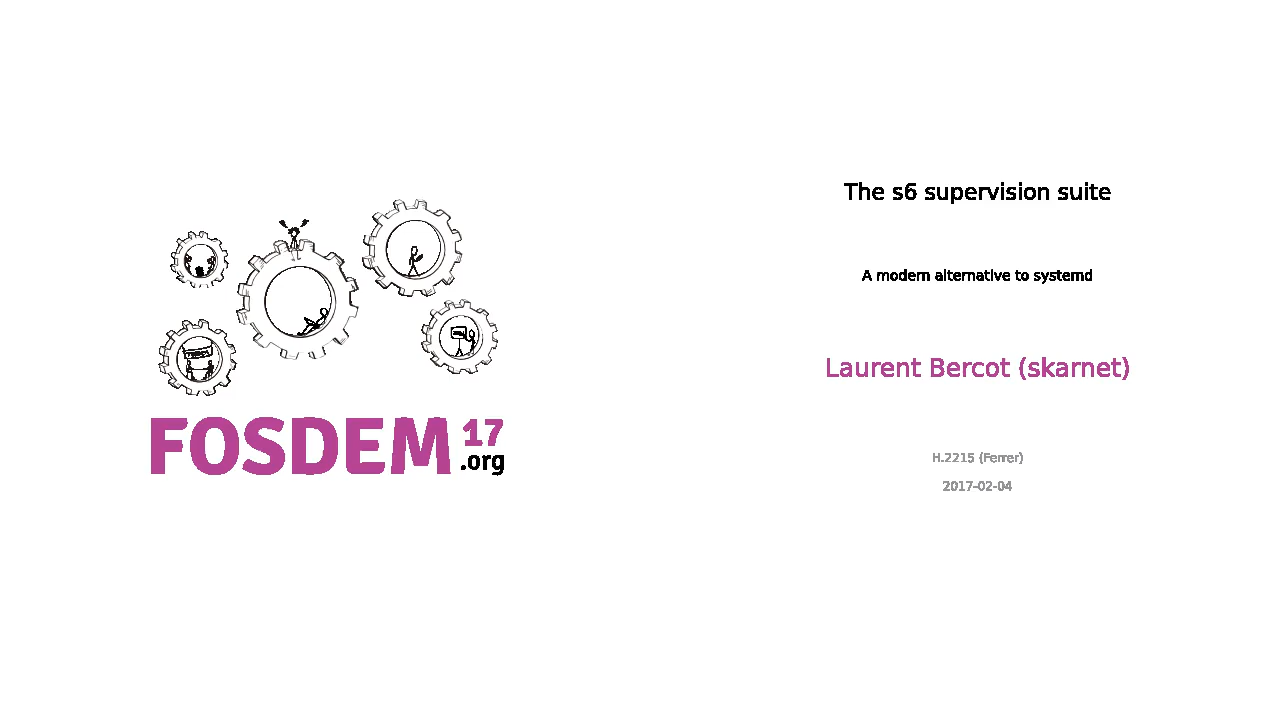 FOSDEM 17
.org
The s6 supervision suite
A modern alternative to systemd
Laurent Bercot (skarnet)
H.2215 (Ferrer)
2017-02-04